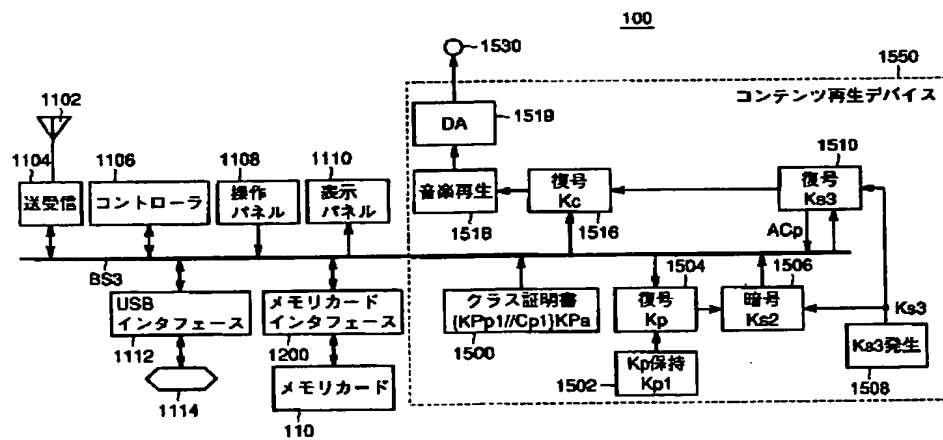 100
1530
1550
コンテンツ再生デバイス
1102
DA
1519
1104
1106
1108
1110
1510
送受信
コントローラ
操作
パネル
表示
パネル
音楽再生
復号
Kc
復号
Ks3
1518
1516
ACp
BS3
1504
1506
USB
インタフェース
メモリカード
インタフェース
クラス証明書
{KPp1//Cp1}KPa
復号
Kp
暗号
Ks2
Ks3
1112
1200
1500
Kp保持
Kp1
Ks3発生
1114
メモリカード
1502
1508
110